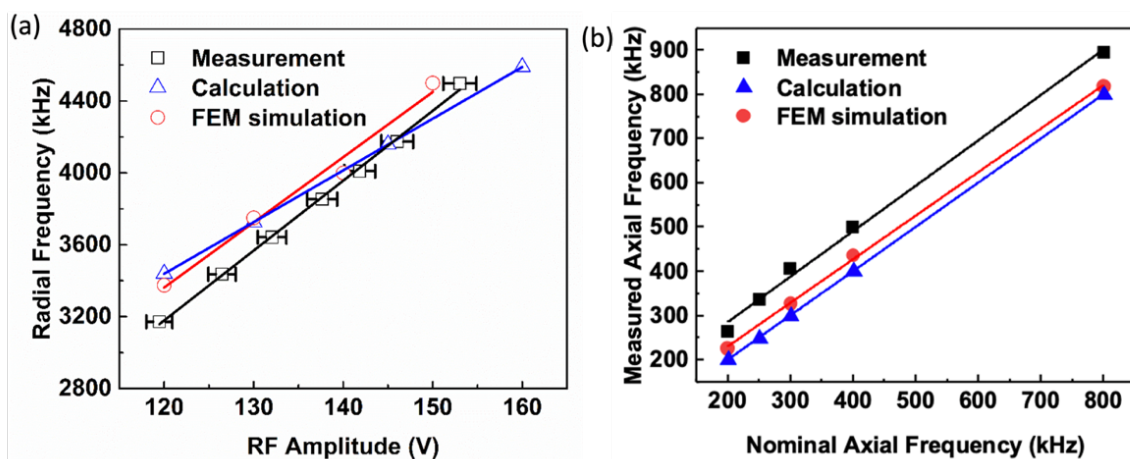 (a)
4800
4400
4000
3600
3200
2800
Radial Frequency (kHz)
Measurement
Calculation
FEM simulation
120 130 140 150 160
RF Amplitude (V)
(b)
900
800
700
600
500
400
300
200
Measured Axial Frequency (kHz)
Measurement
Calculation
FEM simulation
200 300 400 500 600 700 800
Nominal Axial Frequency (kHz)